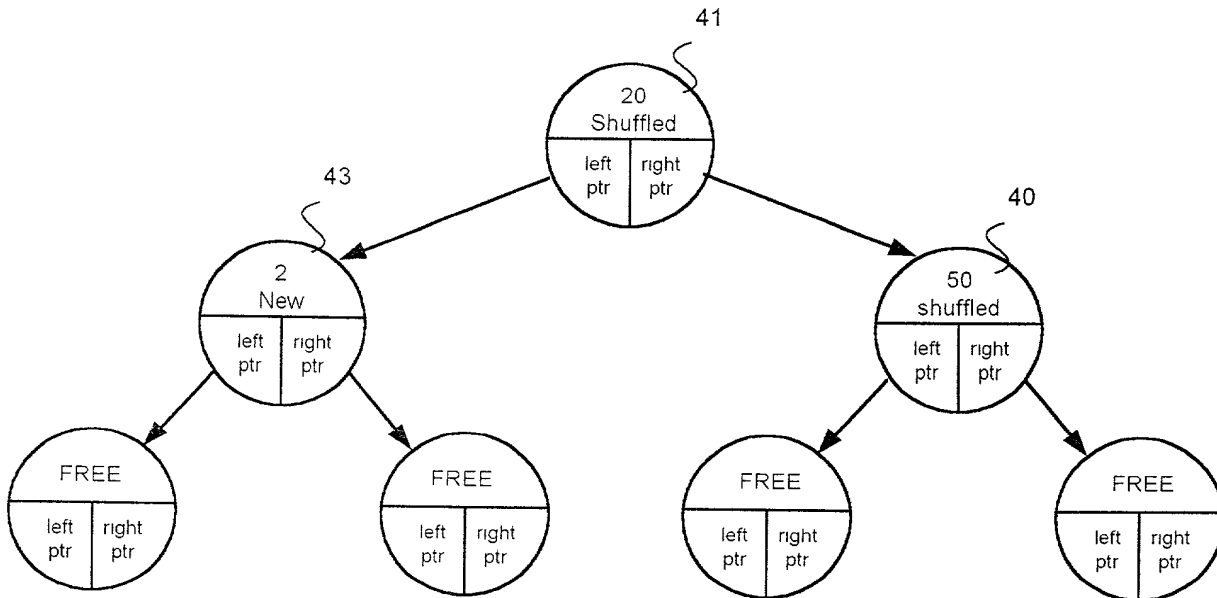 41
20
Shuffled
left ptr
right ptr
43
2
New
left ptr
right ptr
40
50
shuffled
left ptr
right ptr
FREE
left ptr
right ptr
FREE
left ptr
right ptr
FREE
left ptr
right ptr
FREE
left ptr
right ptr